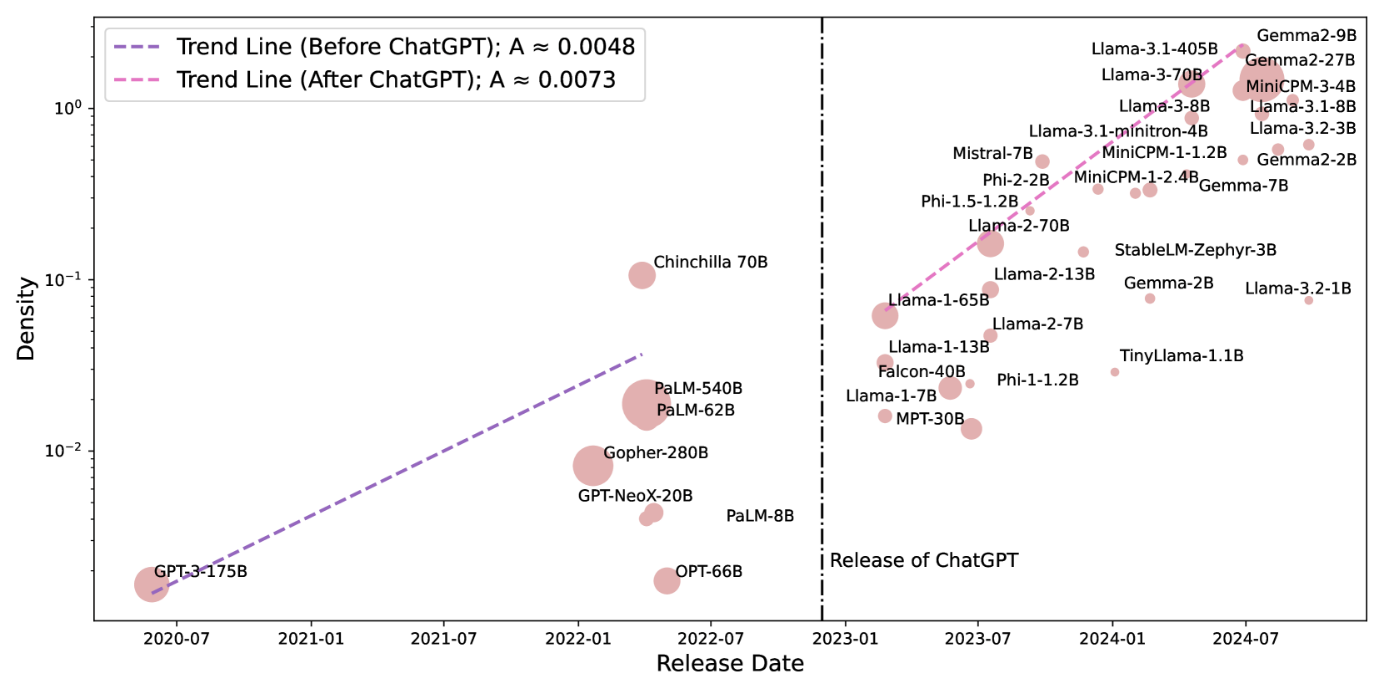 Trend Line (Before ChatGPT); A ≈ 0.0048
Trend Line (After ChatGPT); A ≈ 0.0073
Gemma2-9B
Llama-3.1-405B
Gemma2-27B
Llama-3-70B
MiniCPM-3-4B
Llama-3-8B
Llama-3.1-8B
Llama-3.1-minitron-4B
Llama-3.2-3B
Mistral-7B
MiniCPM-1-1.2B
Gemma2-2B
Phi-2-2B
MiniCPM-1-2.4B
Gemma-7B
Phi-1.5-1.2B
Llama-2-70B
StableLM-Zephyr-3B
Chinchilla 70B
Llama-2-13B
Gemma-2B
Llama-3.2-1B
Llama-1-65B
Llama-2-7B
Llama-1-13B
TinyLlama-1.1B
Falcon-40B
Phi-1-1.2B
PaLM-540B
Llama-1-7B
PaLM-62B
MPT-30B
Gopher-280B
GPT-NeoX-20B
PaLM-8B
Release of ChatGPT
GPT-3-175B
OPT-66B
10⁰
10⁻¹
10⁻²
Density
2020-07
2021-01
2021-07
2022-01
2022-07
2023-01
2023-07
2024-01
2024-07
Release Date